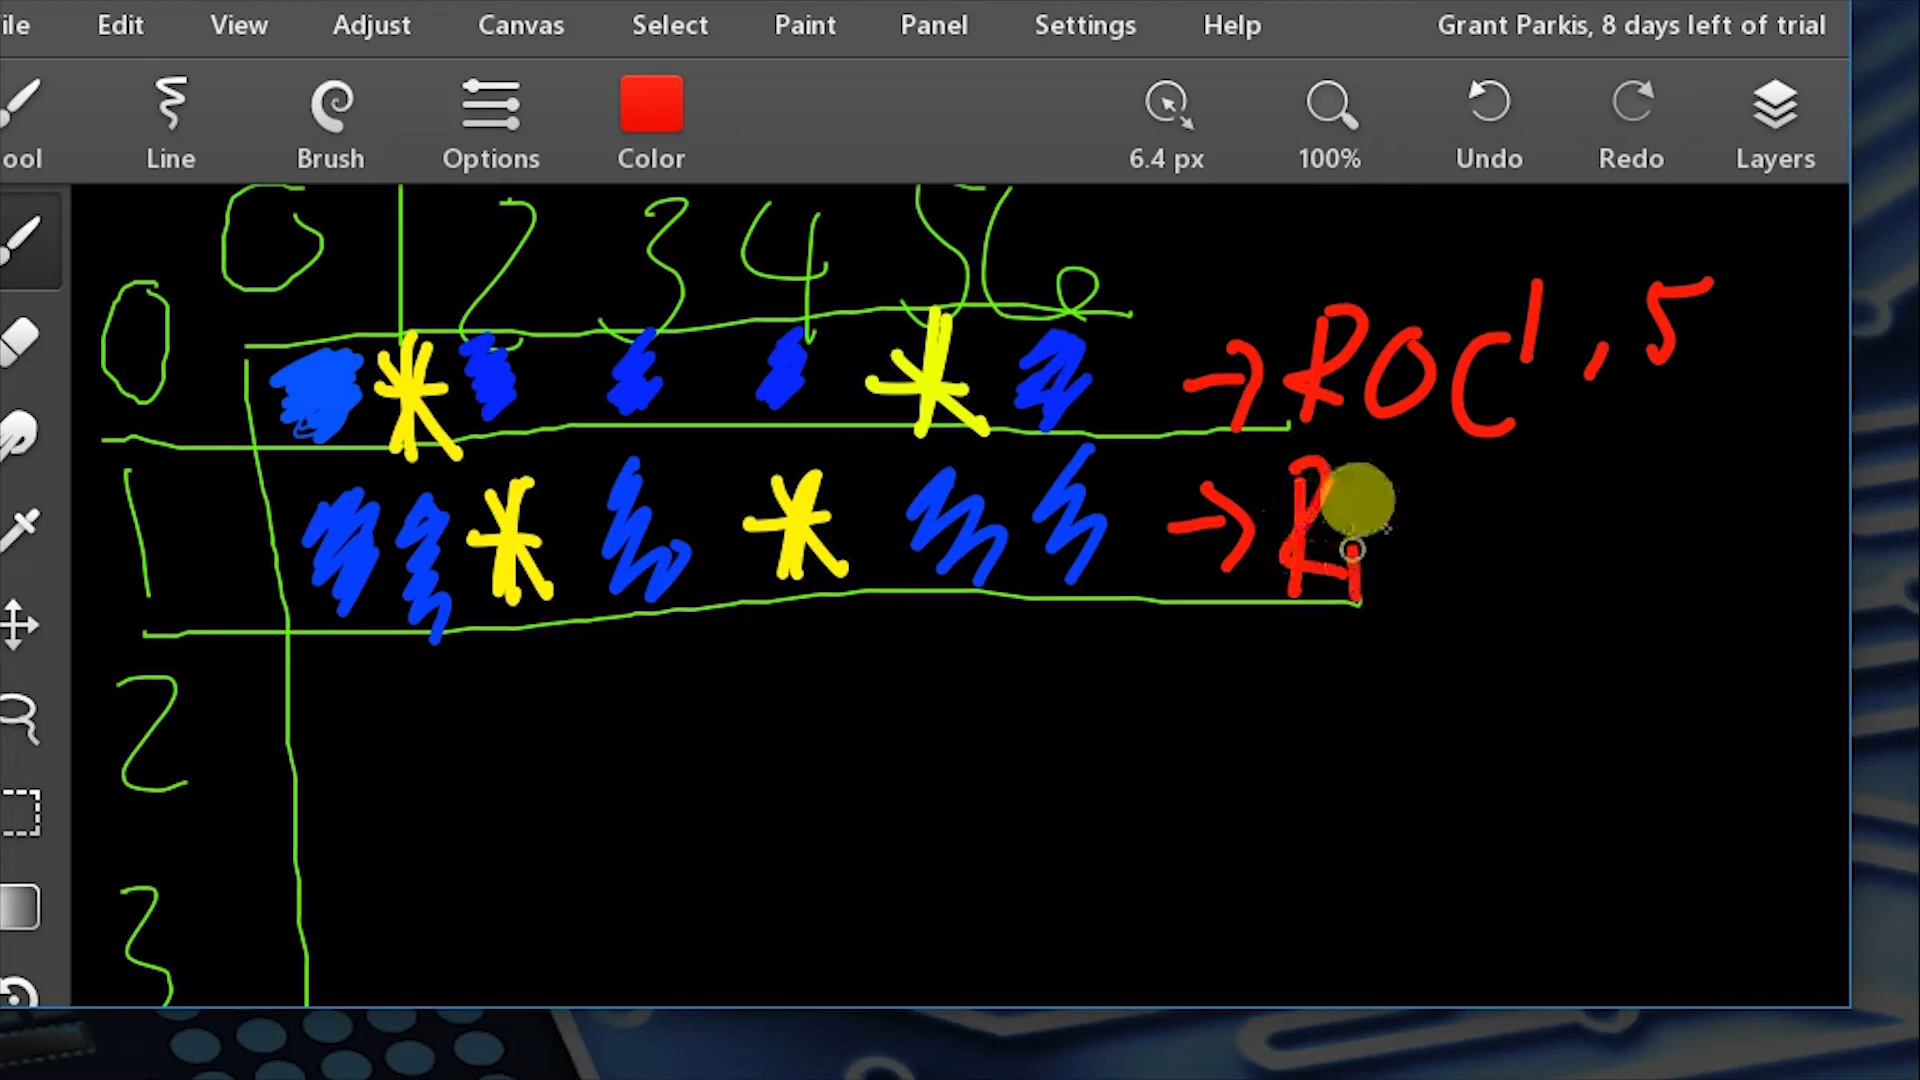 ile Edit View Adjust Canvas Select Paint Panel Settings Help Grant Parkis, 8 days left of trial
ool Line Brush Options Color 6.4 px 100% Undo Redo Layers
0 1 2 3 4 5 6
0 * * → R0C1,5
1 * * → R1
2
3